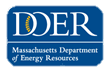 DOER
Massachusetts Department
of Energy Resources